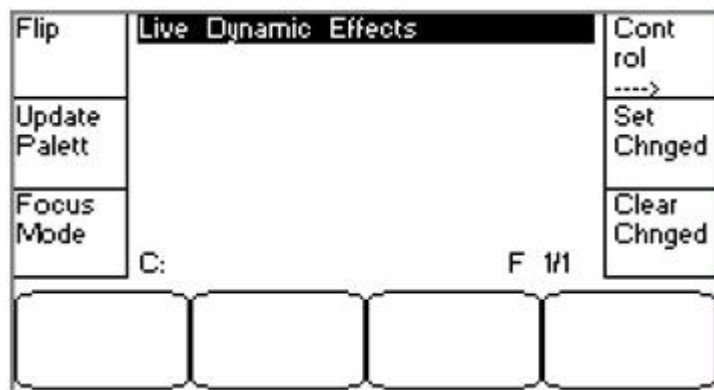 Flip
Live Dynamic Effects
Cont
rol
---->
Update
Palett
Set
Chnged
Focus
Mode
Clear
Chnged
C:
F 1/1